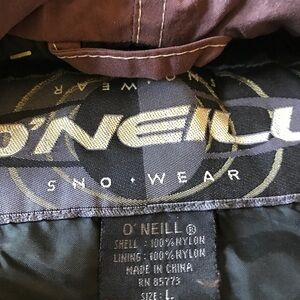 SNO·WEAR
O'NEILL
SNO·WEAR
O'NEILL®
SHELL : 100% NYLON
LINING: 100% NYLON
MADE IN CHINA
RN 85773
SIZE: L